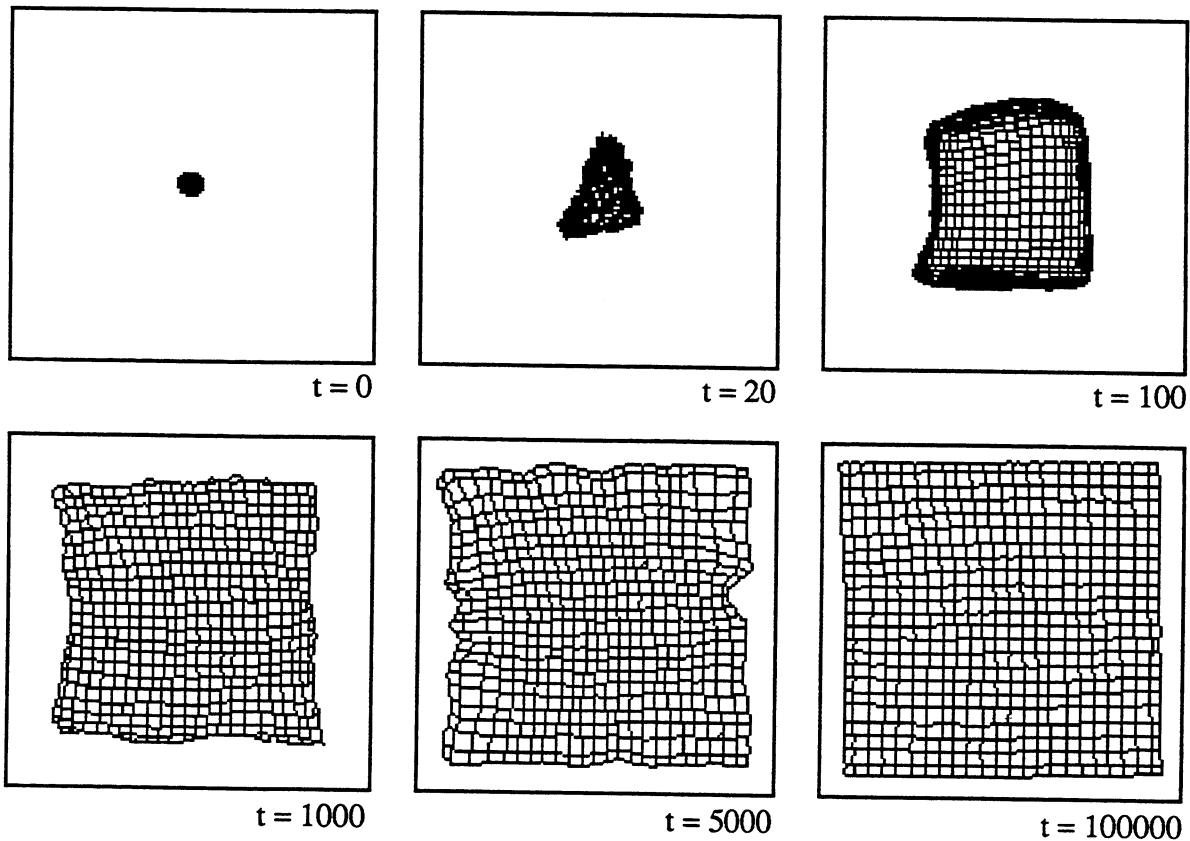 t = 0
t = 20
t = 100
t = 1000
t = 5000
t = 100000